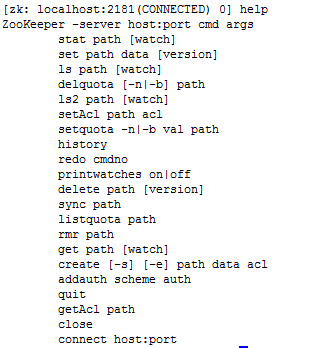 [zk: localhost:2181(CONNECTED) 0] help
ZooKeeper -server host:port cmd args
stat path [watch]
set path data [version]
ls path [watch]
delquota [-n|-b] path
ls2 path [watch]
setAcl path acl
setquota -n|-b val path
history
redo cmdno
printwatches on|off
delete path [version]
sync path
listquota path
rmr path
get path [watch]
create [-s] [-e] path data acl
addauth scheme auth
quit
getAcl path
close
connect host:port